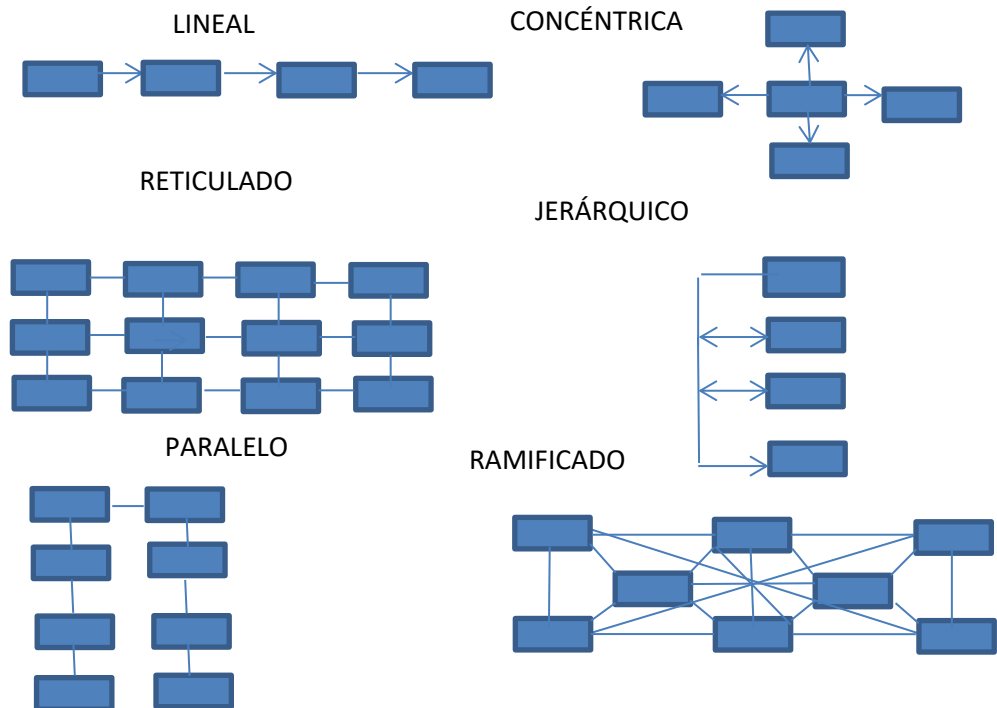 LINEAL
CONCÉNTRICA
RETICULADO
JERÁRQUICO
PARALELO
RAMIFICADO